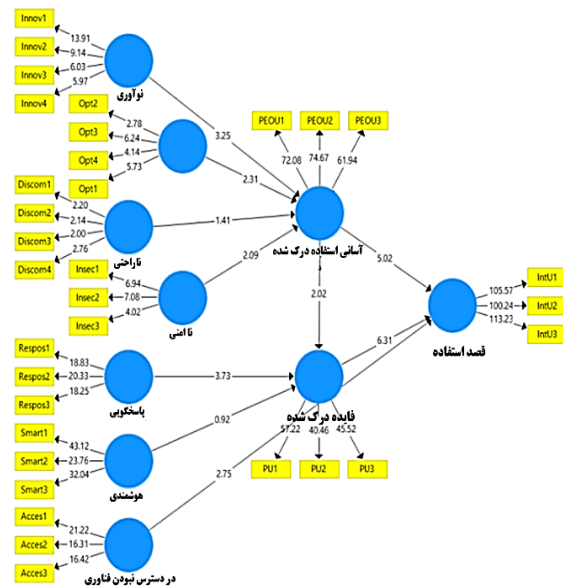 Innov1
Innov2
Innov3
Innov4
13.91
9.14
6.03
5.97
نوآوری
Opt2
Opt3
Opt4
Opt1
2.78
6.24
4.14
5.73
3.25
2.31
Discom1
Discom2
Discom3
Discom4
2.20
2.14
2.00
2.76
ناراحتی
1.41
Insec1
Insec2
Insec3
6.94
7.08
4.02
نا امنی
2.09
PEOU1
PEOU2
PEOU3
72.08
74.67
61.94
آسانی استفاده درک شده
5.02
2.02
IntU1
IntU2
IntU3
105.57
100.24
113.23
قصد استفاده
6.31
Respos1
Respos2
Respos3
18.83
20.33
18.25
پاسخگویی
3.73
فایده درک شده
57.22
40.46
45.52
PU1
PU2
PU3
Smart1
Smart2
Smart3
43.12
23.76
32.04
هوشمندی
0.92
2.75
Acces1
Acces2
Acces3
21.22
16.31
16.42
در دسترس نبودن فناوری